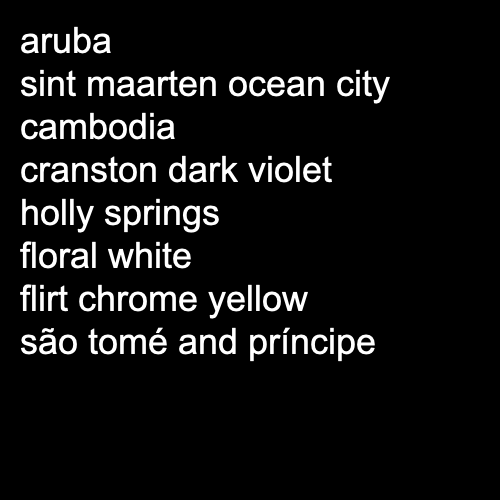 aruba
sint maarten ocean city
cambodia
cranston dark violet
holly springs
floral white
flirt chrome yellow
são tomé and príncipe